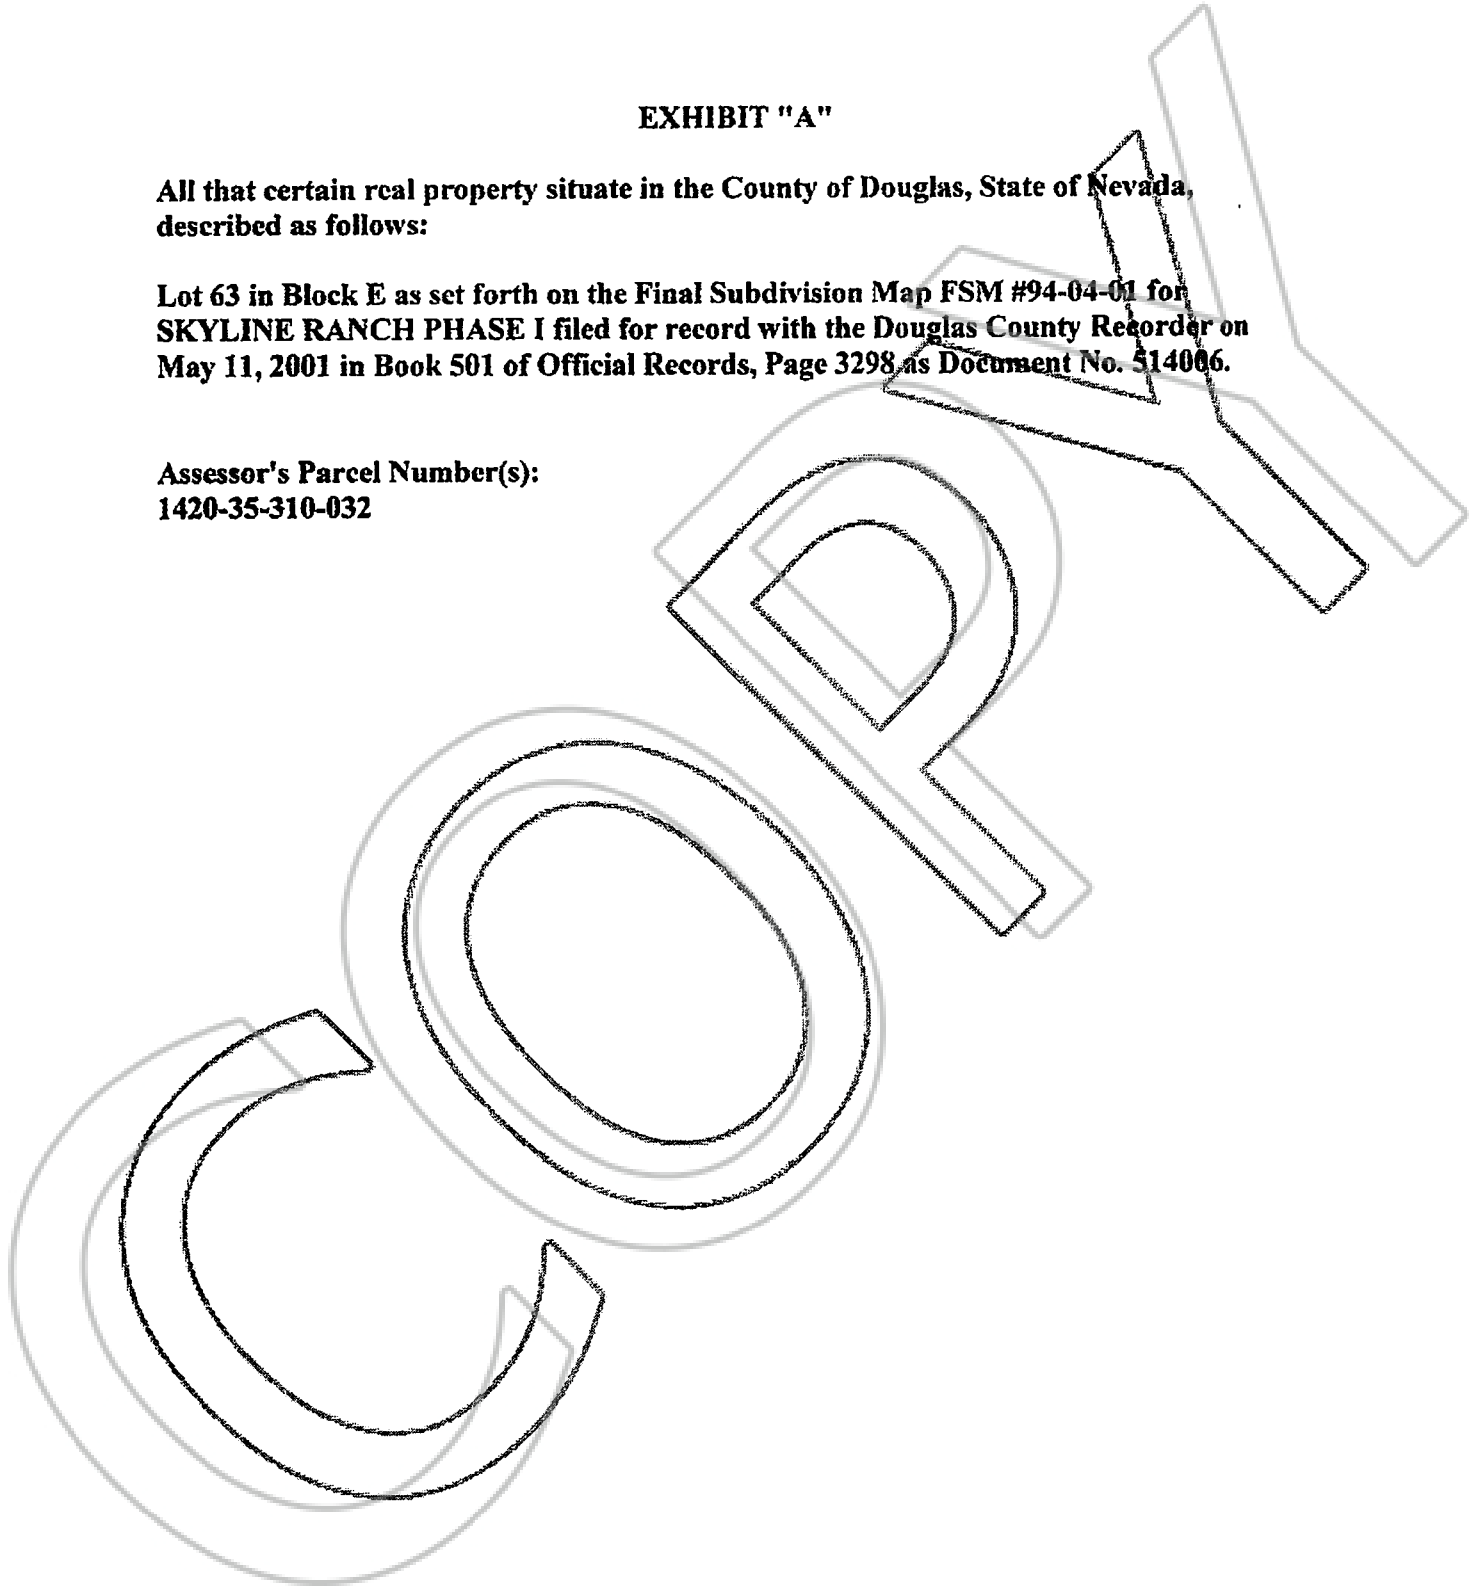 EXHIBIT "A"
All that certain real property situate in the County of Douglas, State of Nevada,
described as follows:
Lot 63 in Block E as set forth on the Final Subdivision Map FSM #94-04-01 for
SKYLINE RANCH PHASE I filed for record with the Douglas County Recorder on
May 11, 2001 in Book 501 of Official Records, Page 3298 as Document No. 514006.
Assessor's Parcel Number(s):
1420-35-310-032
COPY
COPY